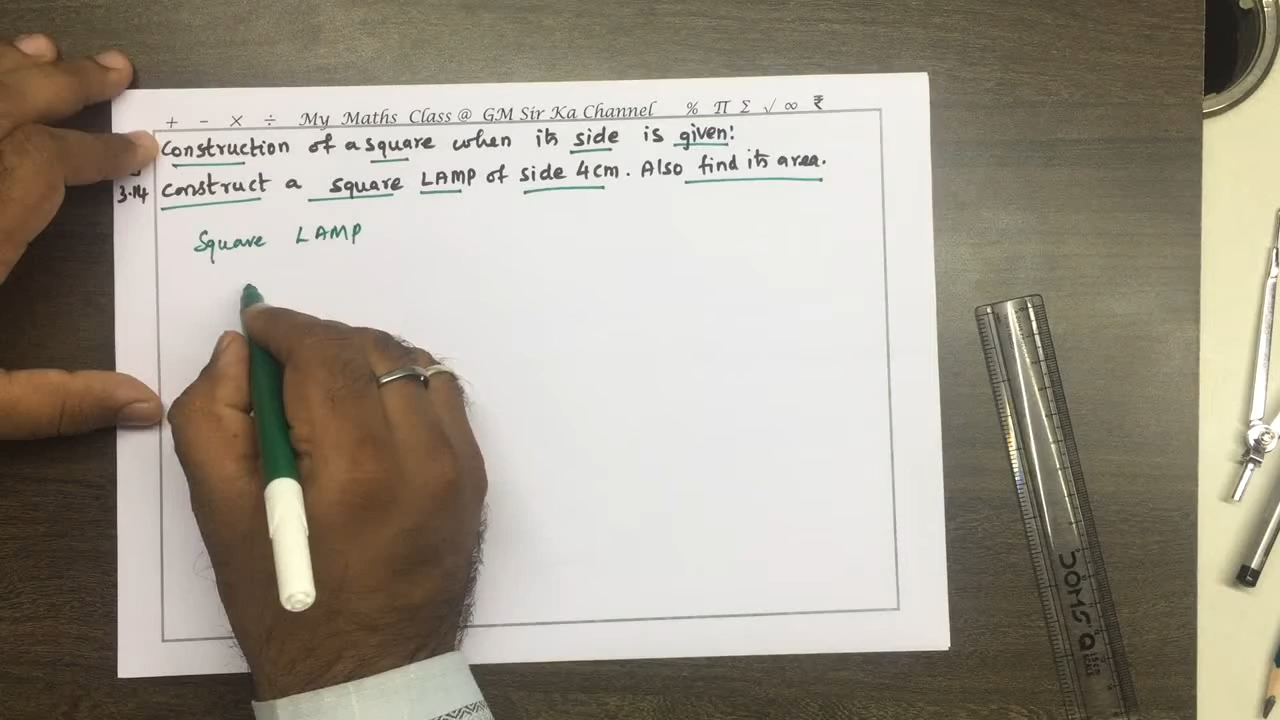 + - × ÷ My Maths Class @ GM Sir Ka Channel % Π Σ √ ∞ ₹
Construction of a square when its side is given:
3.14 Construct a square LAMP of side 4cm. Also find its area.
Square LAMP
DOMS